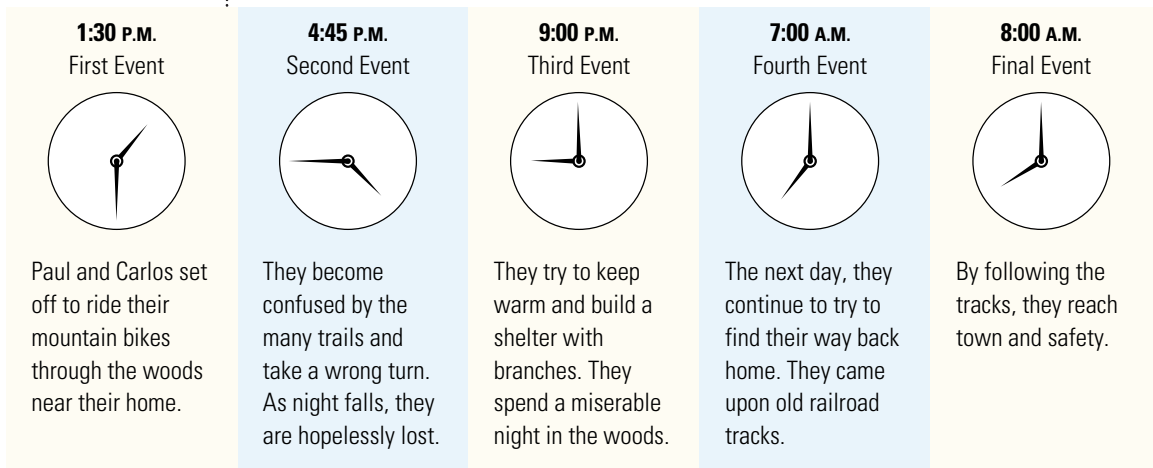 1:30 P.M.
First Event
Paul and Carlos set
off to ride their
mountain bikes
through the woods
near their home.
4:45 P.M.
Second Event
They become
confused by the
many trails and
take a wrong turn.
As night falls, they
are hopelessly lost.
9:00 P.M.
Third Event
They try to keep
warm and build a
shelter with
branches. They
spend a miserable
night in the woods.
7:00 A.M.
Fourth Event
The next day, they
continue to try to
find their way back
home. They came
upon old railroad
tracks.
8:00 A.M.
Final Event
By following the
tracks, they reach
town and safety.